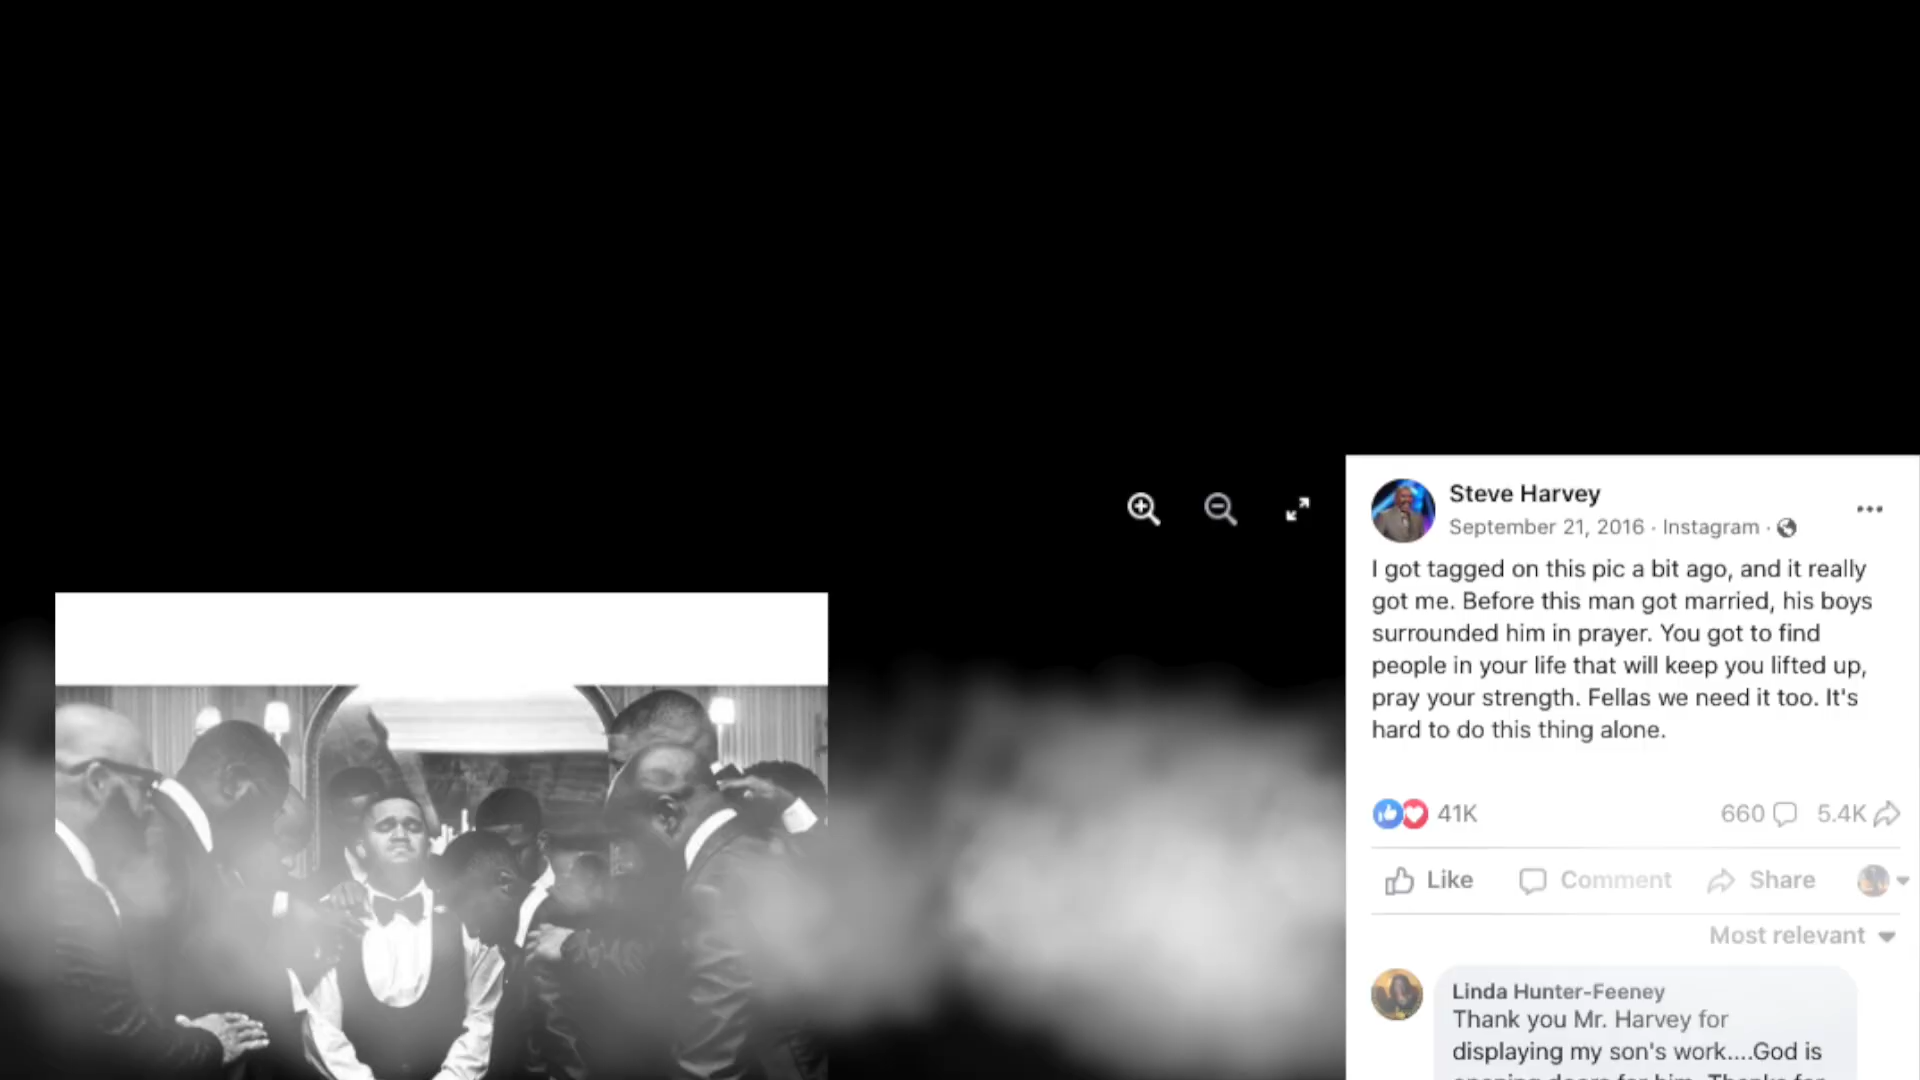 Steve Harvey
September 21, 2016 · Instagram ·
I got tagged on this pic a bit ago, and it really
got me. Before this man got married, his boys
surrounded him in prayer. You got to find
people in your life that will keep you lifted up,
pray your strength. Fellas we need it too. It's
hard to do this thing alone.
41K
660
5.4K
Like
Comment
Share
Most relevant
Linda Hunter-Feeney
Thank you Mr. Harvey for
displaying my son's work....God is